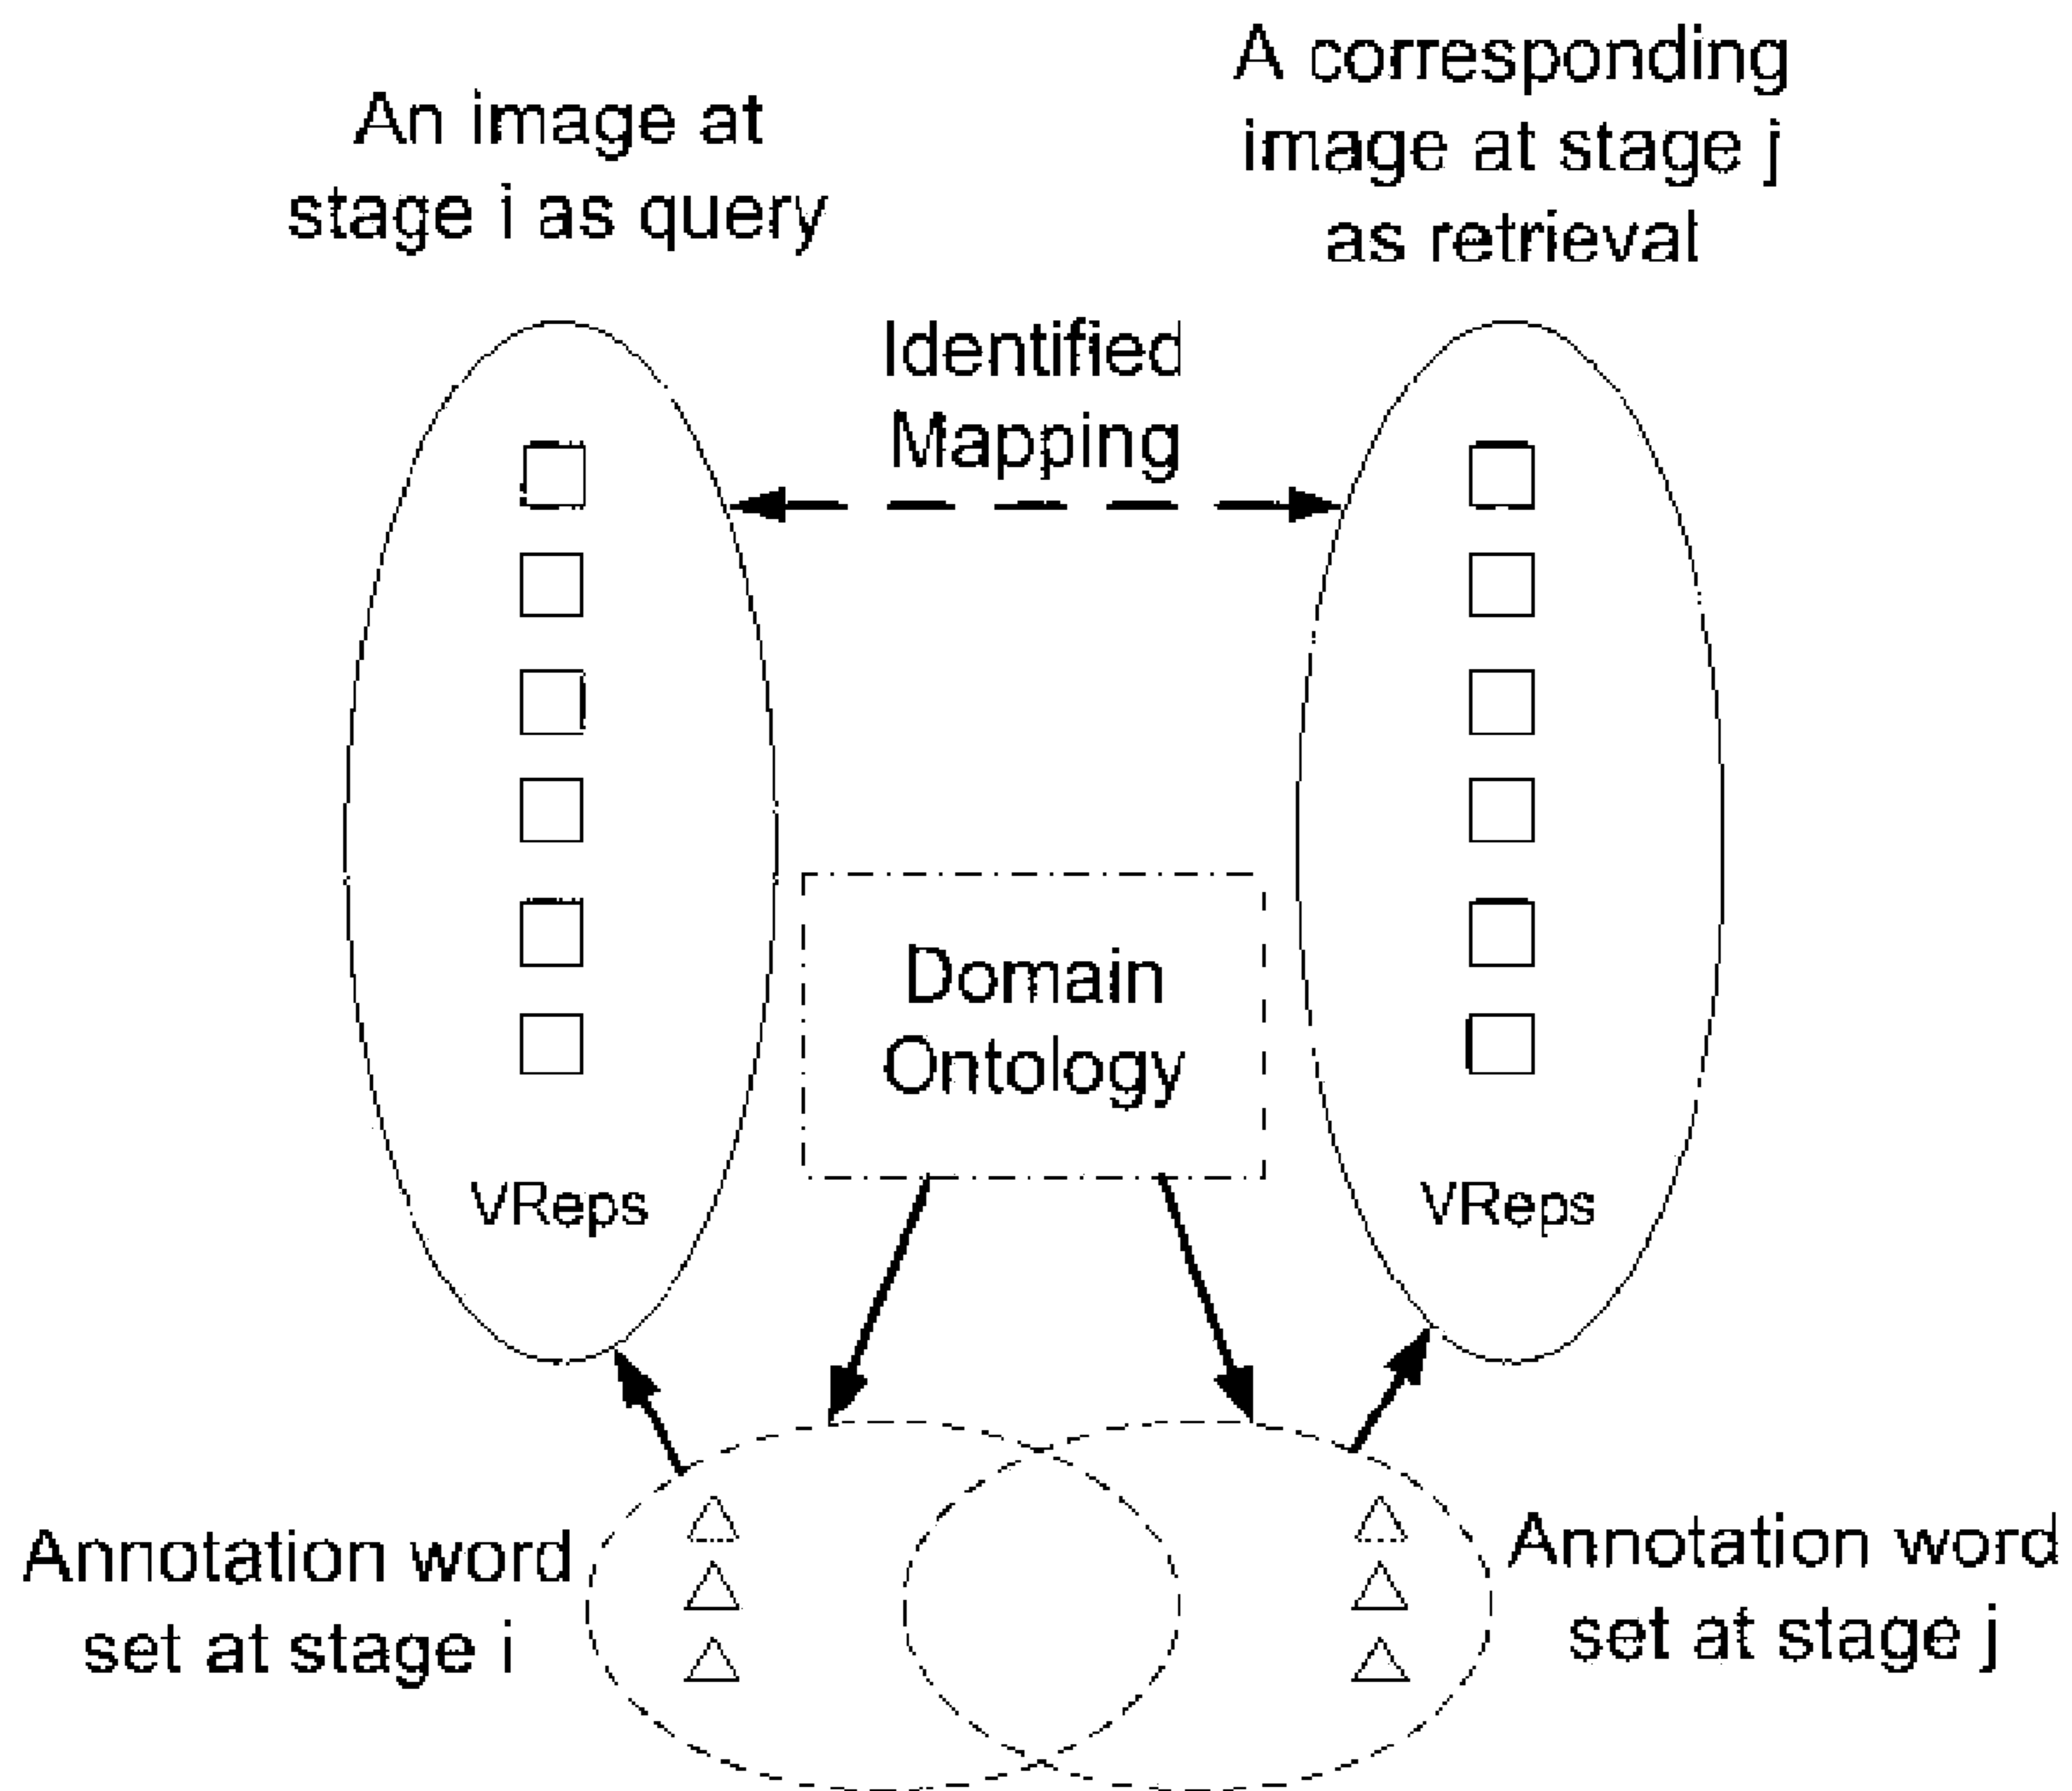 An image at
stage i as query
A corresponding
image at stage j
as retrieval
Identified
Mapping
Domain
Ontology
VReps
VReps
Annotation word
set at stage i
Annotation word
set at stage j